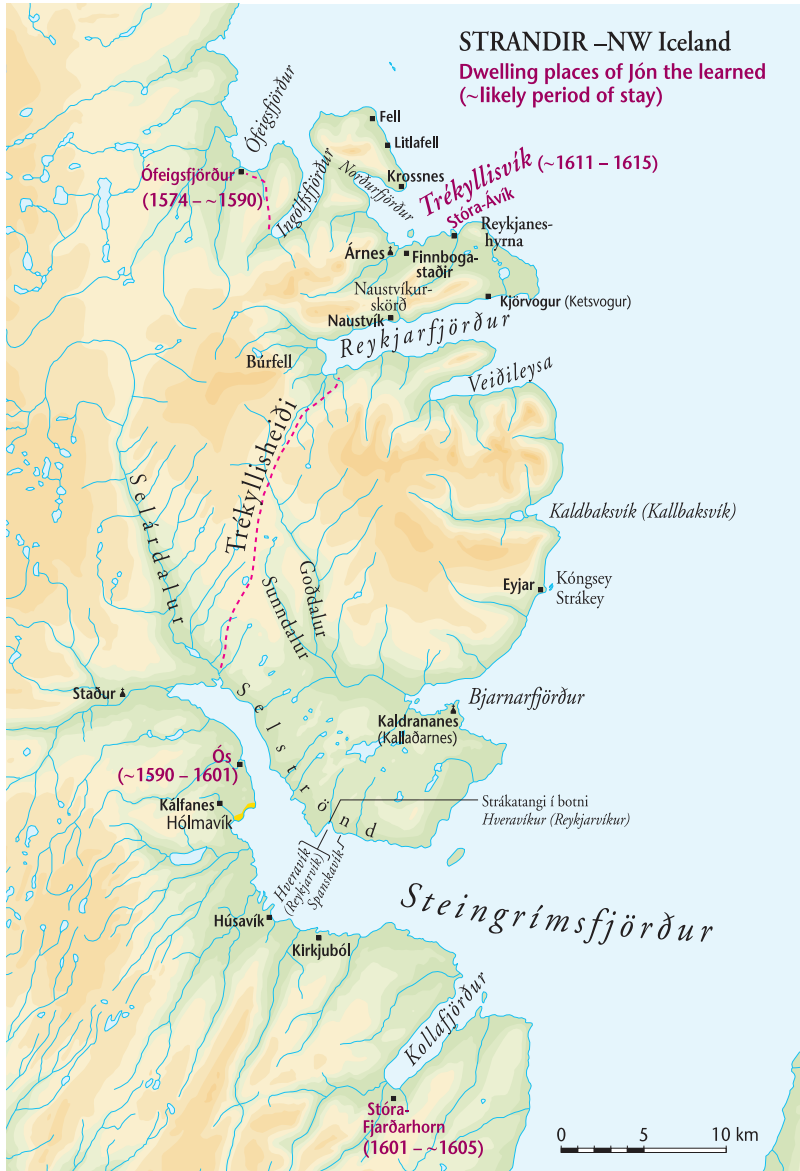 STRANDIR –NW Iceland
Dwelling places of Jón the learned
(~likely period of stay)
Ófeigsfjörður
Fell
Litlafell
Ófeigsfjörður
(1574 – ~1590)
Ingólfsfjörður
Norðurfjörður
Krossnes
Trékyllisvík (~1611 – 1615)
Stóra-Ávík
Reykjanes-
hyrna
Árnes
Finnboga-
staðir
Naustvíkur-
skörð
Naustvík
Kjörvogur (Ketsvogur)
Reykjarfjörður
Búrfell
Veiðileysa
Trékyllisheiði
Selárdalur
Kaldbaksvík (Kallbaksvík)
Goðdalur
Sunndalur
Eyjar
Kóngsey
Strákey
Staður
Selströnd
Bjarnarfjörður
Kaldrananes
(Kallaðarnes)
Ós
(~1590 – 1601)
Kálfanes
Hólmavík
Strákatangi í botni
Hveravíkur (Reykjarvíkur)
Hveravík
(Reykjarvík)
Spanskavík
Steingrímsfjörður
Húsavík
Kirkjuból
Kollafjörður
Stóra-
Fjarðarhorn
(1601 – ~1605)
0 5 10 km